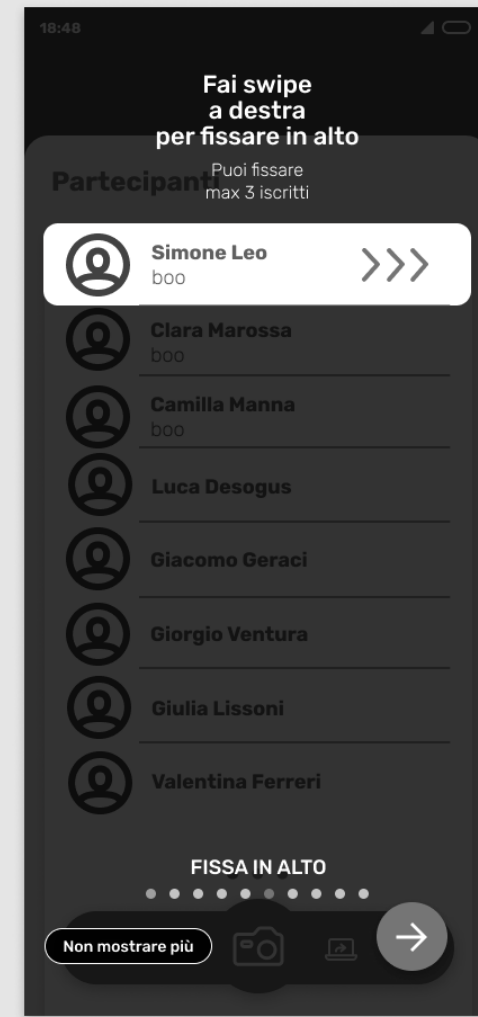 18:48
Fai swipe
a destra
per fissare in alto
Partecipanti
Puoi fissare
max 3 iscritti
Simone Leo
boo
Clara Marossa
boo
Camilla Manna
boo
Luca Desogus
Giacomo Geraci
Giorgio Ventura
Giulia Lissoni
Valentina Ferreri
FISSA IN ALTO
Non mostrare più